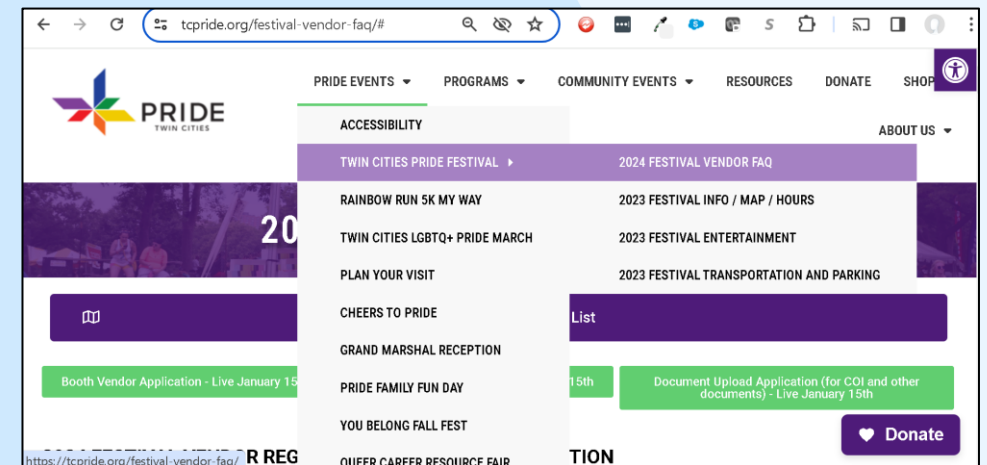 tcpride.org/festival-vendor-faq/#
PRIDE EVENTS
PROGRAMS
COMMUNITY EVENTS
RESOURCES
DONATE
SHOP
PRIDE
TWIN CITIES
ABOUT US
ACCESSIBILITY
TWIN CITIES PRIDE FESTIVAL
2024 FESTIVAL VENDOR FAQ
RAINBOW RUN 5K MY WAY
2023 FESTIVAL INFO / MAP / HOURS
20
TWIN CITIES LGBTQ+ PRIDE MARCH
2023 FESTIVAL ENTERTAINMENT
PLAN YOUR VISIT
2023 FESTIVAL TRANSPORTATION AND PARKING
CHEERS TO PRIDE
List
GRAND MARSHAL RECEPTION
Booth Vendor Application - Live January 15
15th
Document Upload Application (for COI and other
documents) - Live January 15th
PRIDE FAMILY FUN DAY
YOU BELONG FALL FEST
Donate
R REG
QUEER CAREER RESOURCE FAIR
TION
https://tcpride.org/festival-vendor-faq/